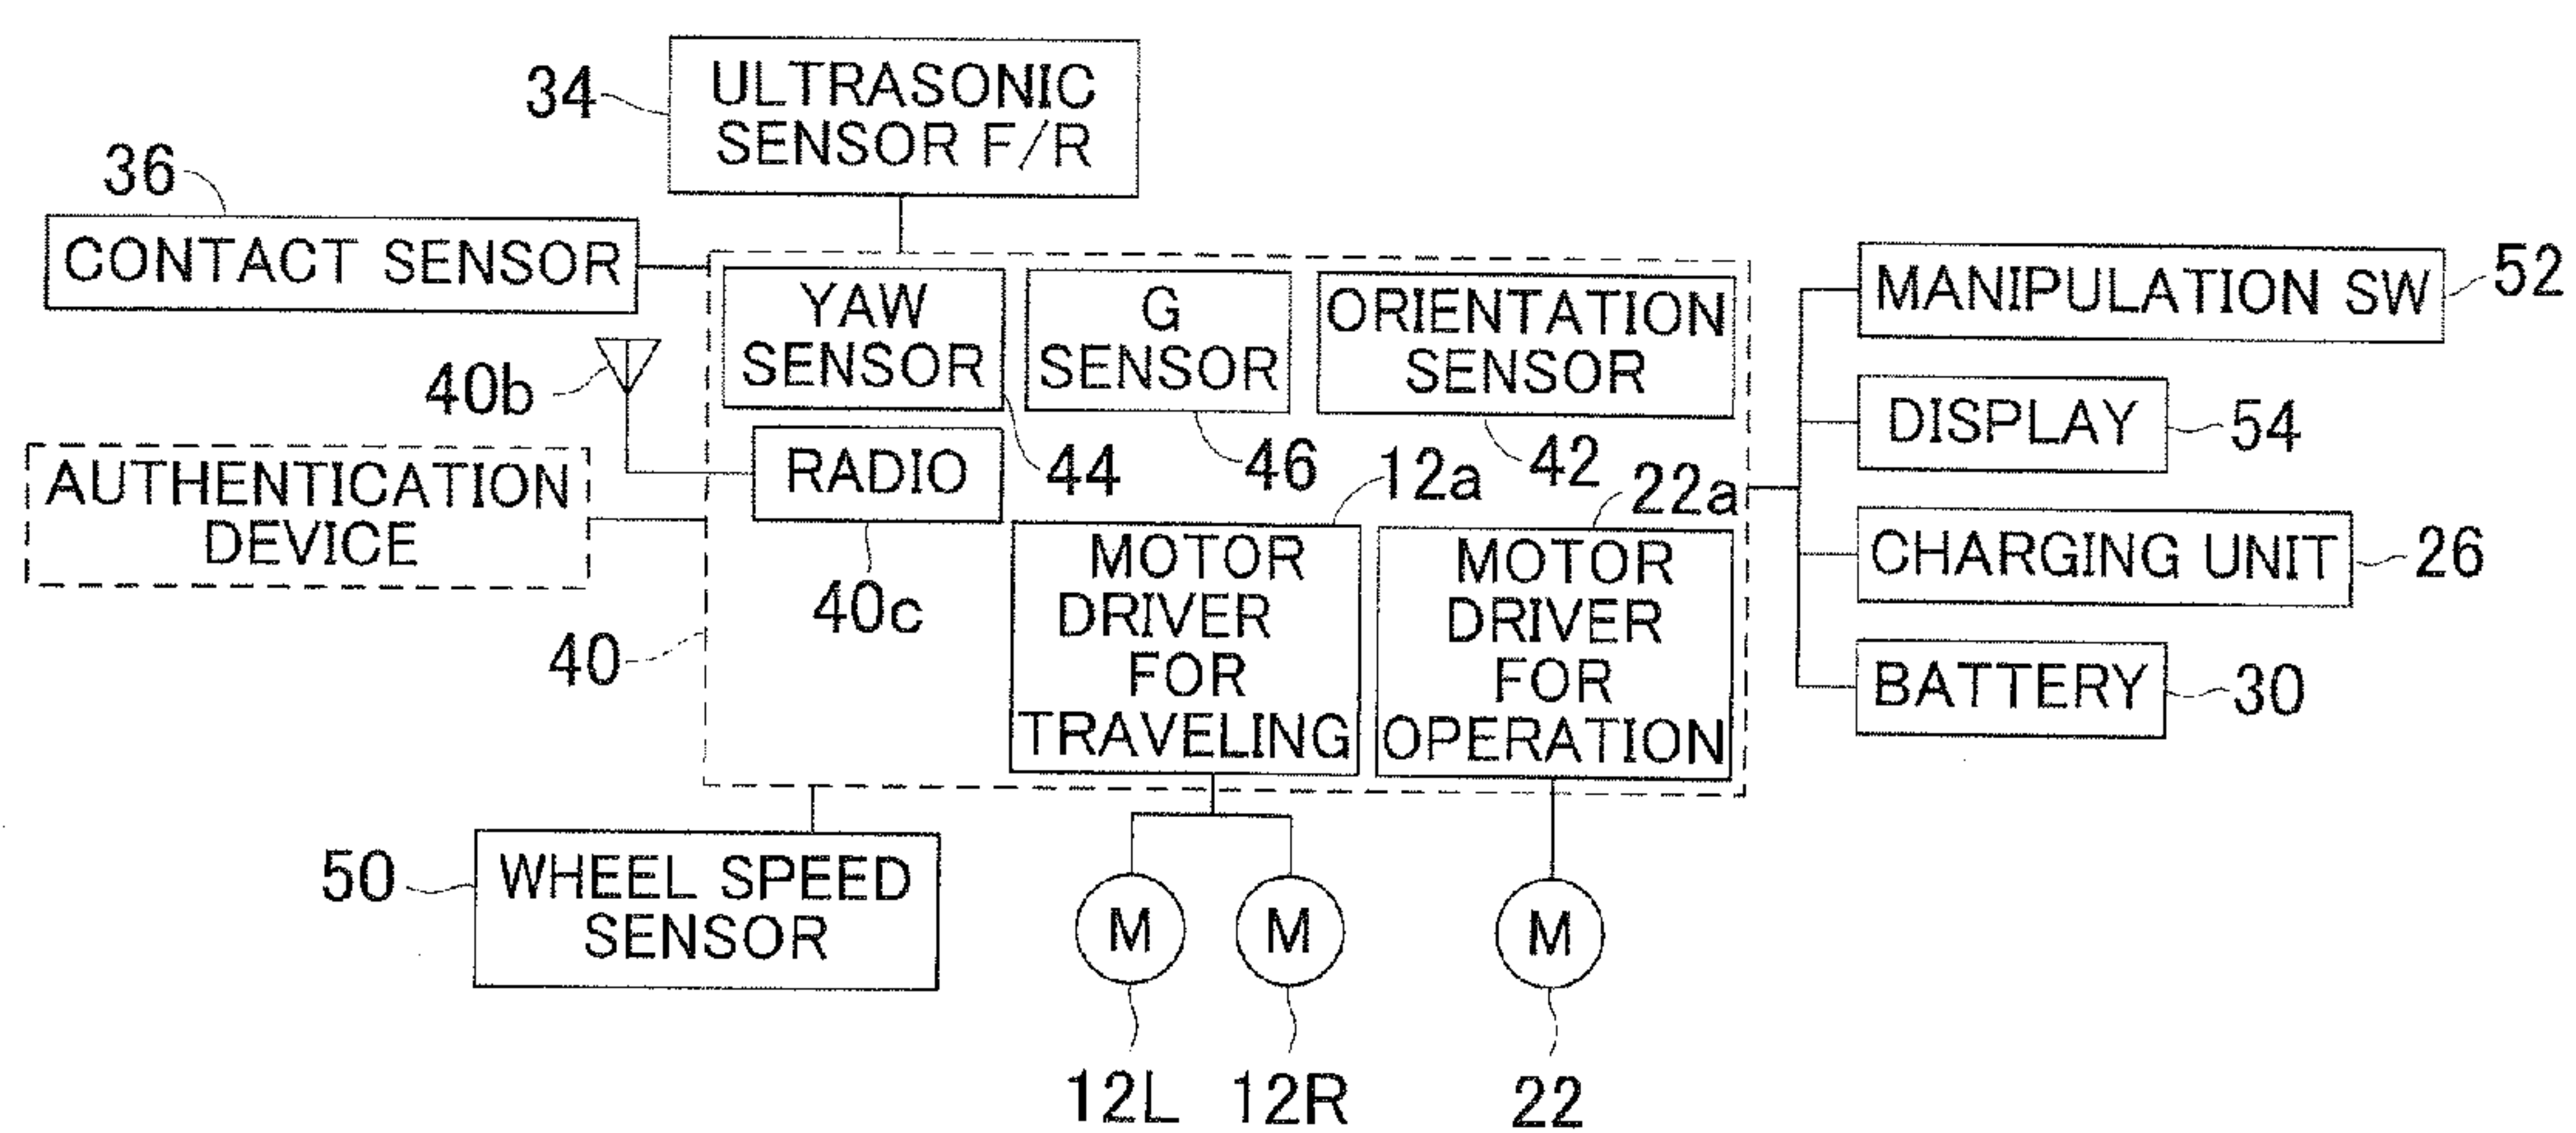 34
ULTRASONIC
SENSOR F/R
36
CONTACT SENSOR
YAW
SENSOR
G
SENSOR
ORIENTATION
SENSOR
MANIPULATION SW
52
40b
44
46
42
DISPLAY
54
AUTHENTICATION
DEVICE
RADIO
12a
22a
40c
40
MOTOR
DRIVER
FOR
TRAVELING
MOTOR
DRIVER
FOR
OPERATION
CHARGING UNIT
26
BATTERY
30
50
WHEEL SPEED
SENSOR
M
M
M
12L
12R
22